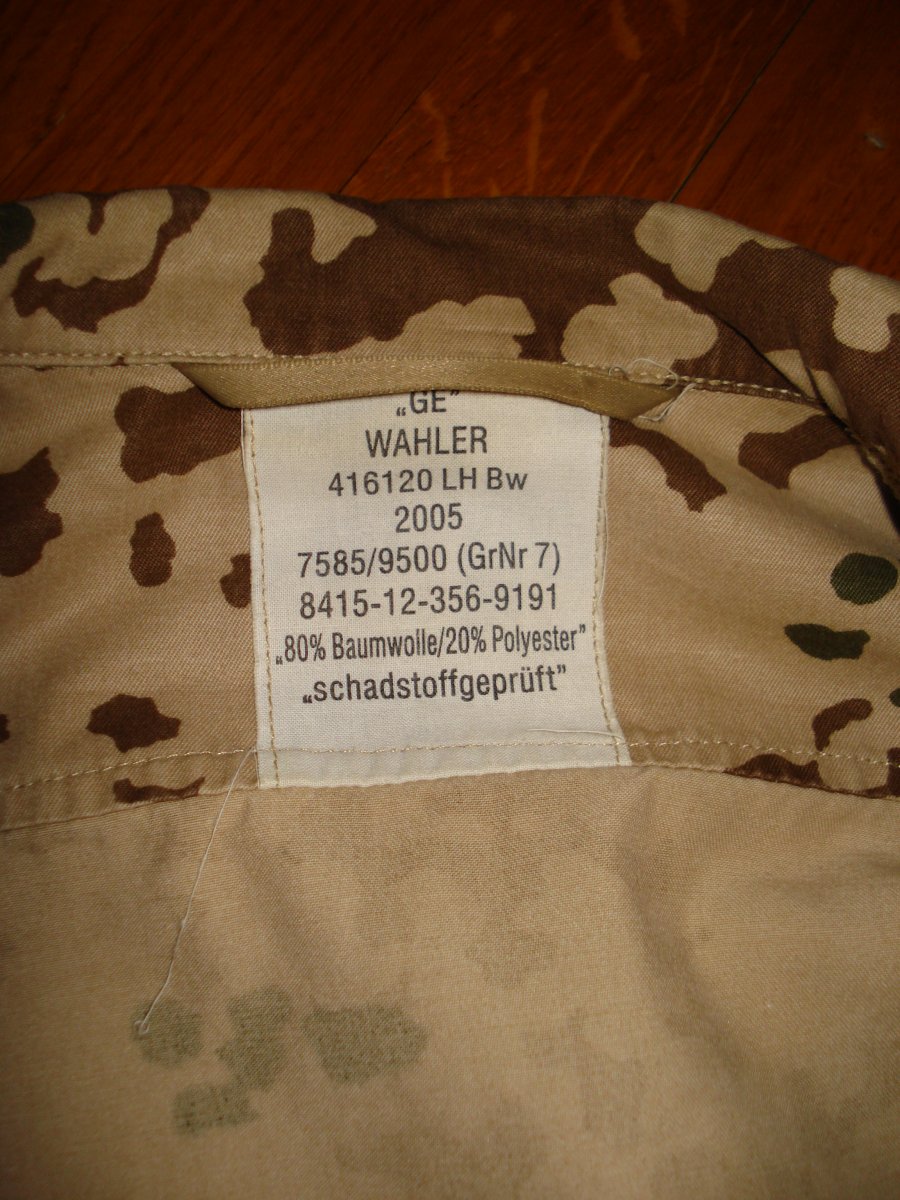 „GE"
WAHLER
416120 LH Bw
2005
7585/9500 (GrNr 7)
8415-12-356-9191
„80% Baumwolle/20% Polyester"
„schadstoffgeprüft"